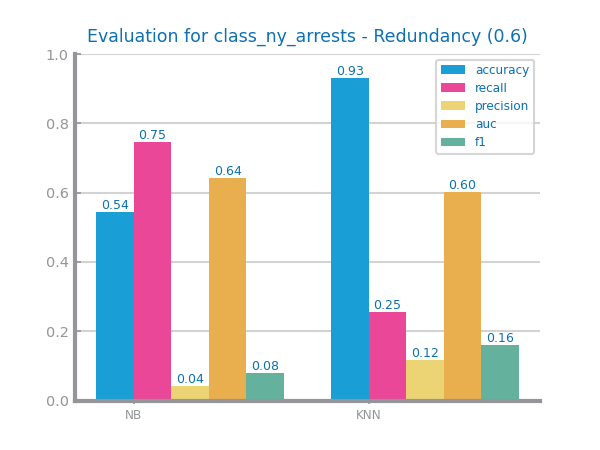 Evaluation for class_ny_arrests - Redundancy (0.6)
1.0
0.8
0.6
0.4
0.2
0.0
0.54
0.75
0.04
0.64
0.08
0.93
0.25
0.12
0.60
0.16
accuracy
recall
precision
auc
f1
NB
KNN